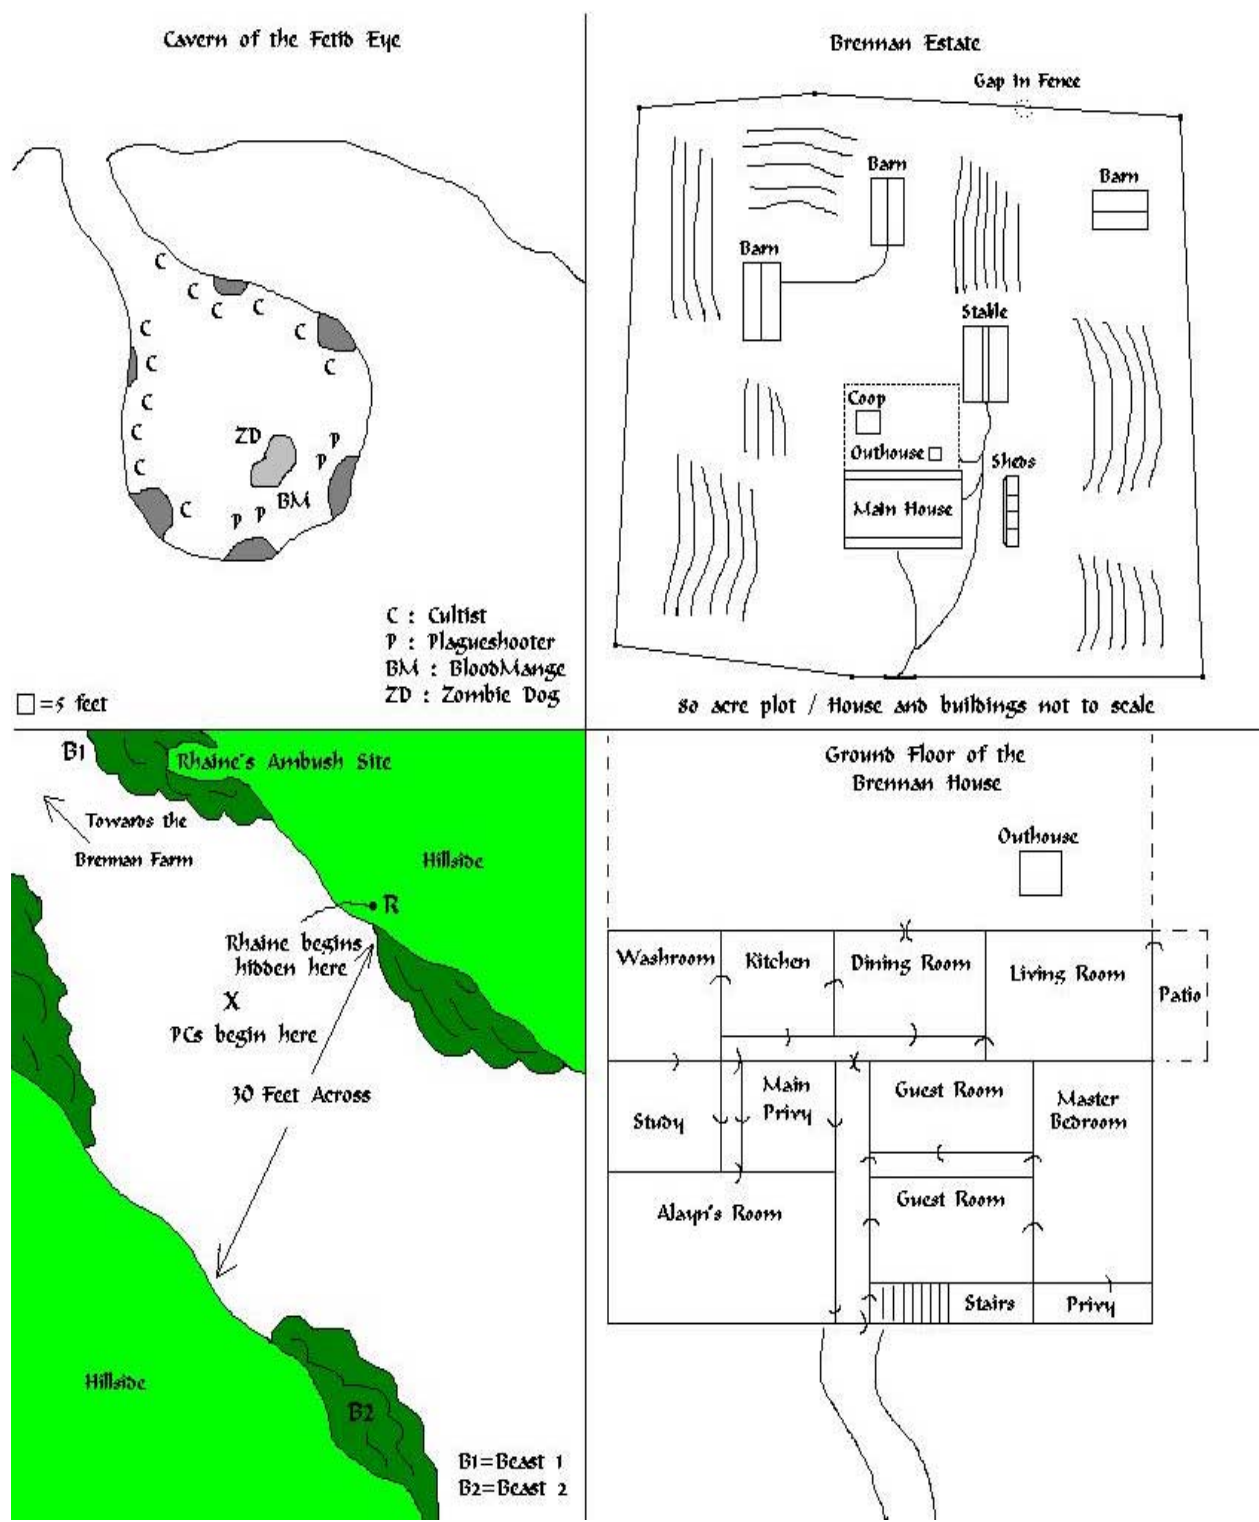 Cavern of the Fetid Eye
C
C
C
C
C
C
C
C
C
C
C
C
C
ZD
P
P
BM
P
P
C : Cultist
P : Plagueshooter
BM : BloodMange
ZD : Zombie Dog
=5 feet
Brennan Estate
Gap in Fence
Barn
Barn
Barn
Stable
Coop
Outhouse
Sheds
Main House
80 acre plot / House and buildings not to scale
B1
Rhaine's Ambush Site
Towards the
Brennan Farm
Hillside
R
Rhaine begins
hidden here
X
PCs begin here
30 Feet Across
Hillside
B2
B1=Beast 1
B2=Beast 2
Ground Floor of the
Brennan House
Outhouse
Washroom
Kitchen
Dining Room
Living Room
Patio
Study
Main
Privy
Guest Room
Master
Bedroom
Alayn's Room
Guest Room
Stairs
Privy